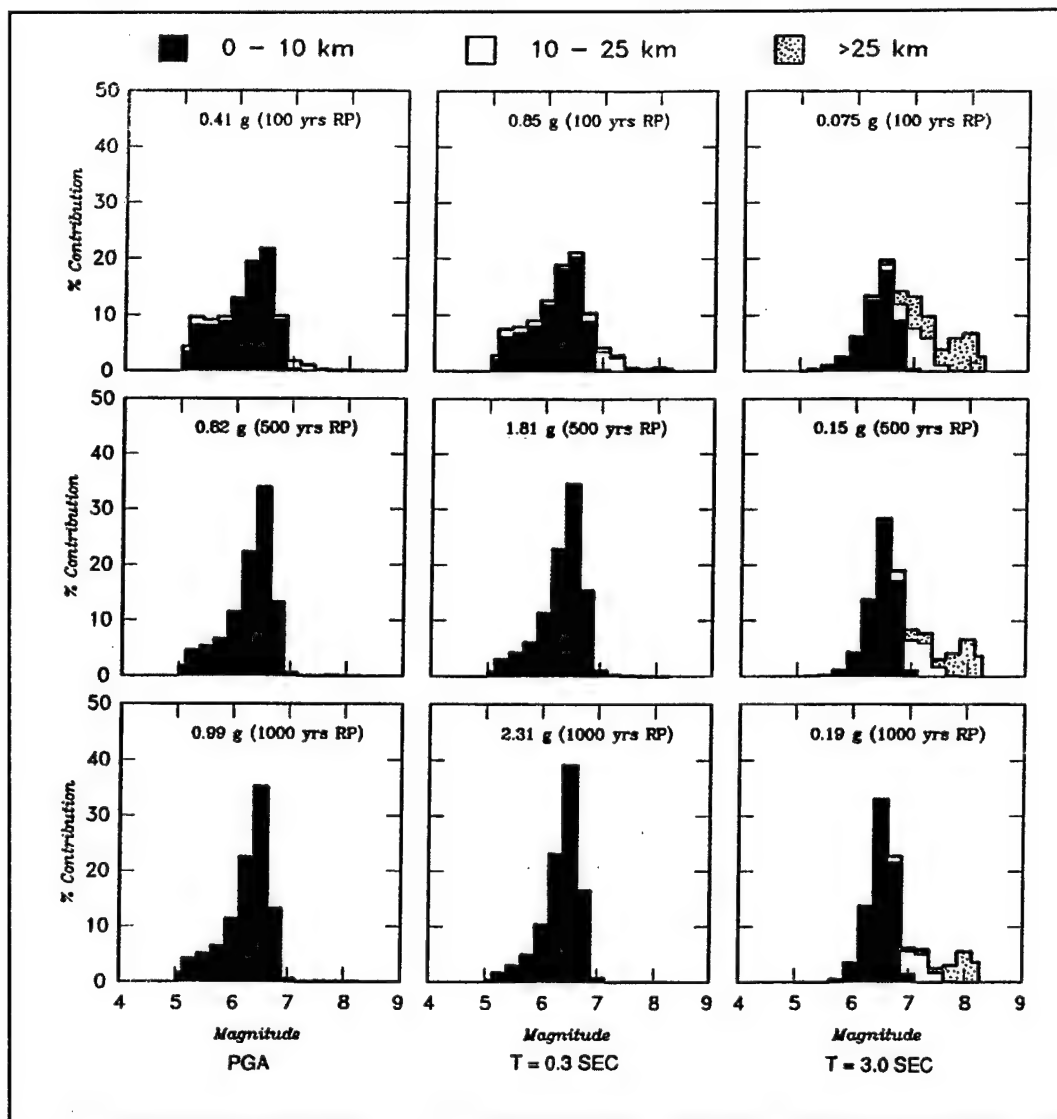 0 – 10 km 10 – 25 km >25 km
50
40
30
20
10
0
% Contribution
0.41 g (100 yrs RP)
0.85 g (100 yrs RP)
0.075 g (100 yrs RP)
50
40
30
20
10
0
% Contribution
0.62 g (500 yrs RP)
1.81 g (500 yrs RP)
0.15 g (500 yrs RP)
50
40
30
20
10
0
% Contribution
0.99 g (1000 yrs RP)
2.31 g (1000 yrs RP)
0.19 g (1000 yrs RP)
4 5 6 7 8 9 4 5 6 7 8 9 4 5 6 7 8 9
Magnitude Magnitude Magnitude
PGA T = 0.3 SEC T = 3.0 SEC